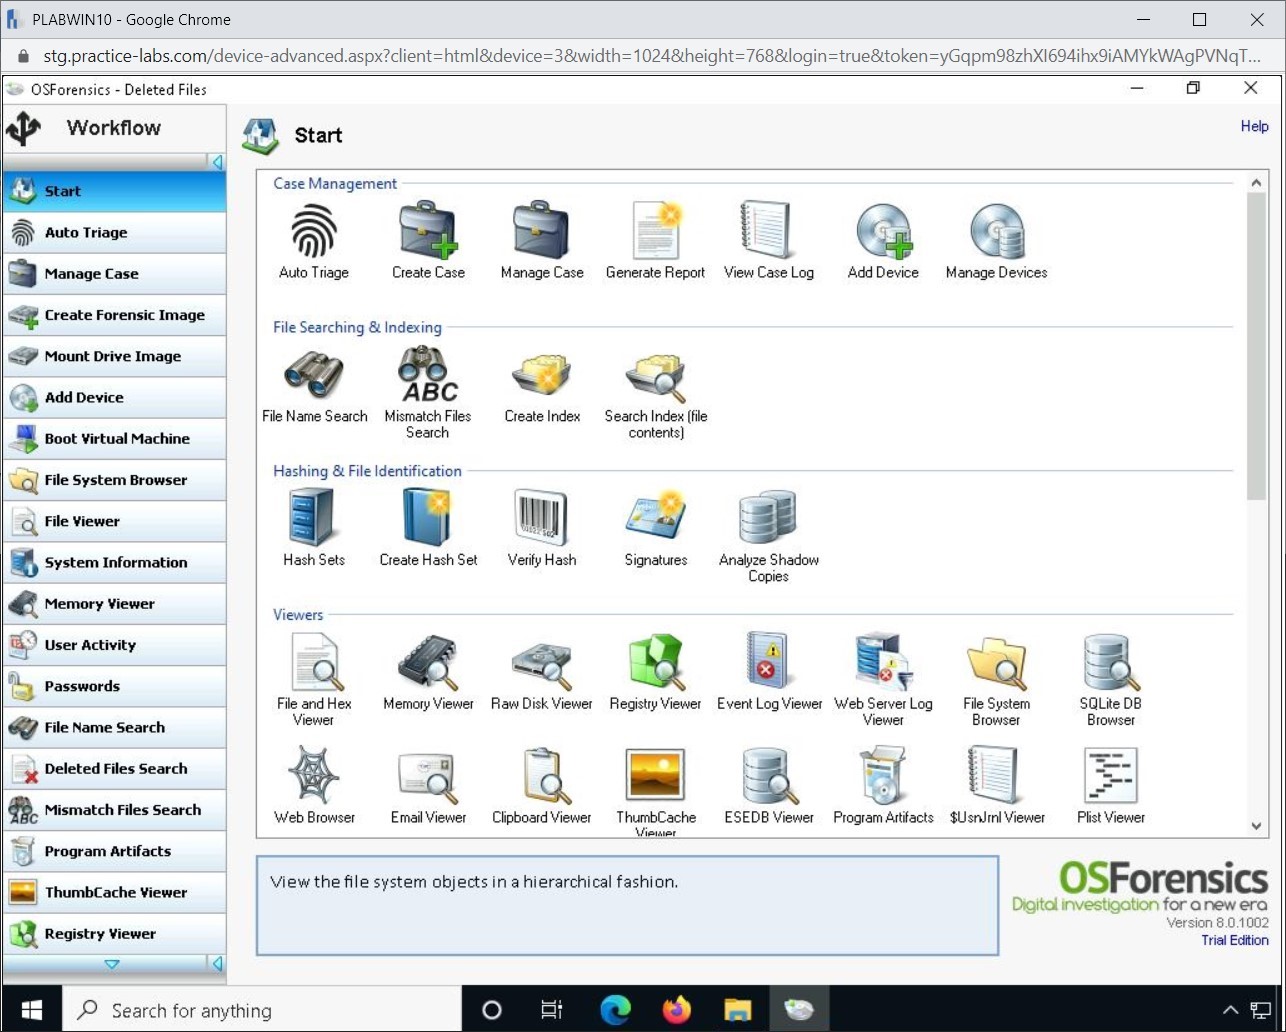 PLABWIN10 - Google Chrome
stg.practice-labs.com/device-advanced.aspx?client=html&device=3&width=1024&height=768&login=true&token=yGqpm98zhXI694ihx9iAMYkWAgPVNqT...
OSForensics - Deleted Files
Workflow
Start
Help
Start
Auto Triage
Manage Case
Create Forensic Image
Mount Drive Image
Add Device
Boot Virtual Machine
File System Browser
File Viewer
System Information
Memory Viewer
User Activity
Passwords
File Name Search
Deleted Files Search
Mismatch Files Search
Program Artifacts
ThumbCache Viewer
Registry Viewer
Case Management
Auto Triage
Create Case
Manage Case
Generate Report
View Case Log
Add Device
Manage Devices
File Searching & Indexing
ABC
File Name Search
Mismatch Files
Search
Create Index
Search Index (file
contents)
Hashing & File Identification
Hash Sets
Create Hash Set
Verify Hash
Signatures
Analyze Shadow
Copies
Viewers
File and Hex
Viewer
Memory Viewer
Raw Disk Viewer
Registry Viewer
Event Log Viewer
Web Server Log
Viewer
File System
Browser
SQLite DB
Browser
Web Browser
Email Viewer
Clipboard Viewer
ThumbCache
Viewer
ESEDB Viewer
Program Artifacts
$UsnJrnl Viewer
Plist Viewer
View the file system objects in a hierarchical fashion.
OSForensics
Digital investigation for a new era
Version 8.0.1002
Trial Edition
Search for anything